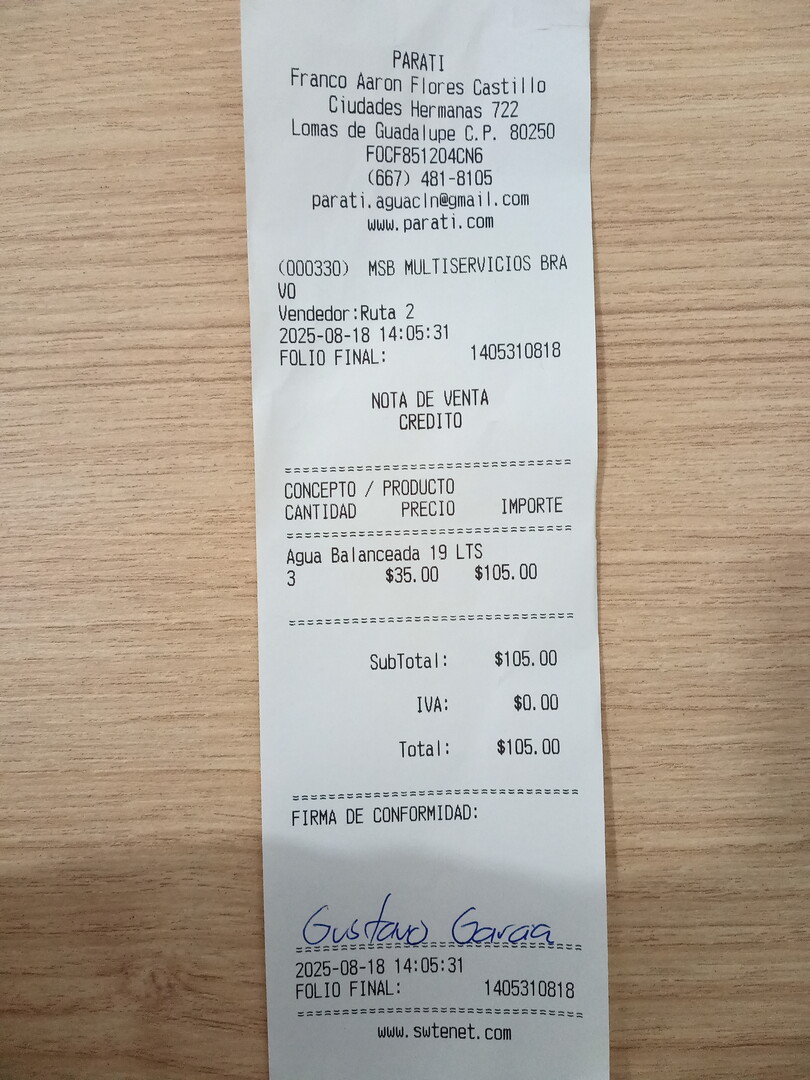 PARATI
Franco Aaron Flores Castillo
Ciudades Hermanas 722
Lomas de Guadalupe C.P. 80250
FOCF851204CN6
(667) 481-8105
parati.aguacln@gmail.com
www.parati.com
(000330) MSB MULTISERVICIOS BRA
VO
Vendedor:Ruta 2
2025-08-18 14:05:31
FOLIO FINAL: 1405310818
NOTA DE VENTA
CREDITO
================================
CONCEPTO / PRODUCTO
CANTIDAD PRECIO IMPORTE
================================
Agua Balanceada 19 LTS
3 $35.00 $105.00
================================
SubTotal: $105.00
IVA: $0.00
Total: $105.00
================================
FIRMA DE CONFORMIDAD:
Gustavo Garcia
================================
2025-08-18 14:05:31
FOLIO FINAL: 1405310818
================================
www.swtenet.com